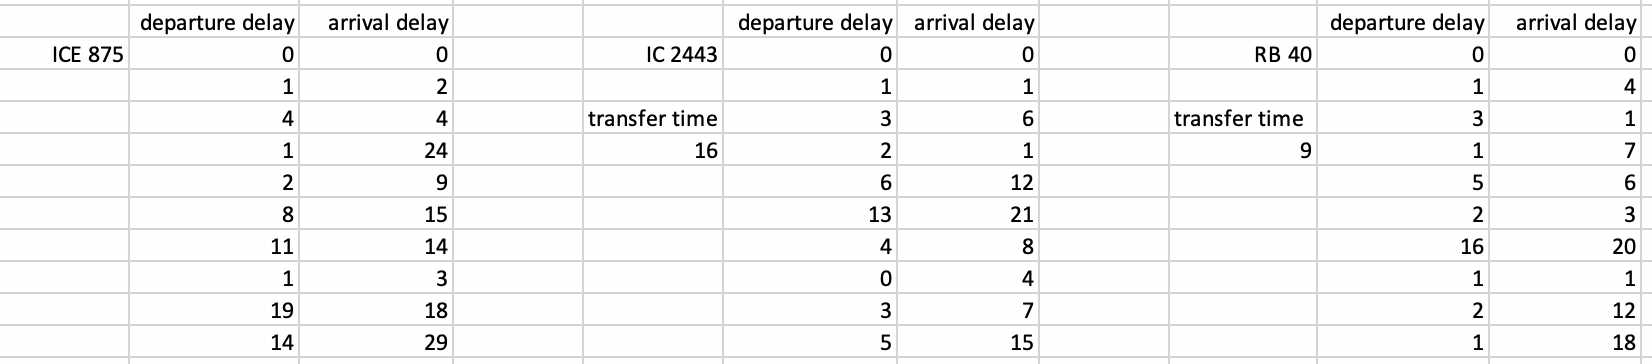 departure delay arrival delay departure delay arrival delay departure delay arrival delay
ICE 875 0 0 IC 2443 0 0 RB 40 0 0
1 2 1 1 1 4
4 4 transfer time 3 6 transfer time 3 1
1 24 16 2 1 9 1 7
2 9 6 12 5 6
8 15 13 21 2 3
11 14 4 8 16 20
1 3 0 4 1 1
19 18 3 7 2 12
14 29 5 15 1 18